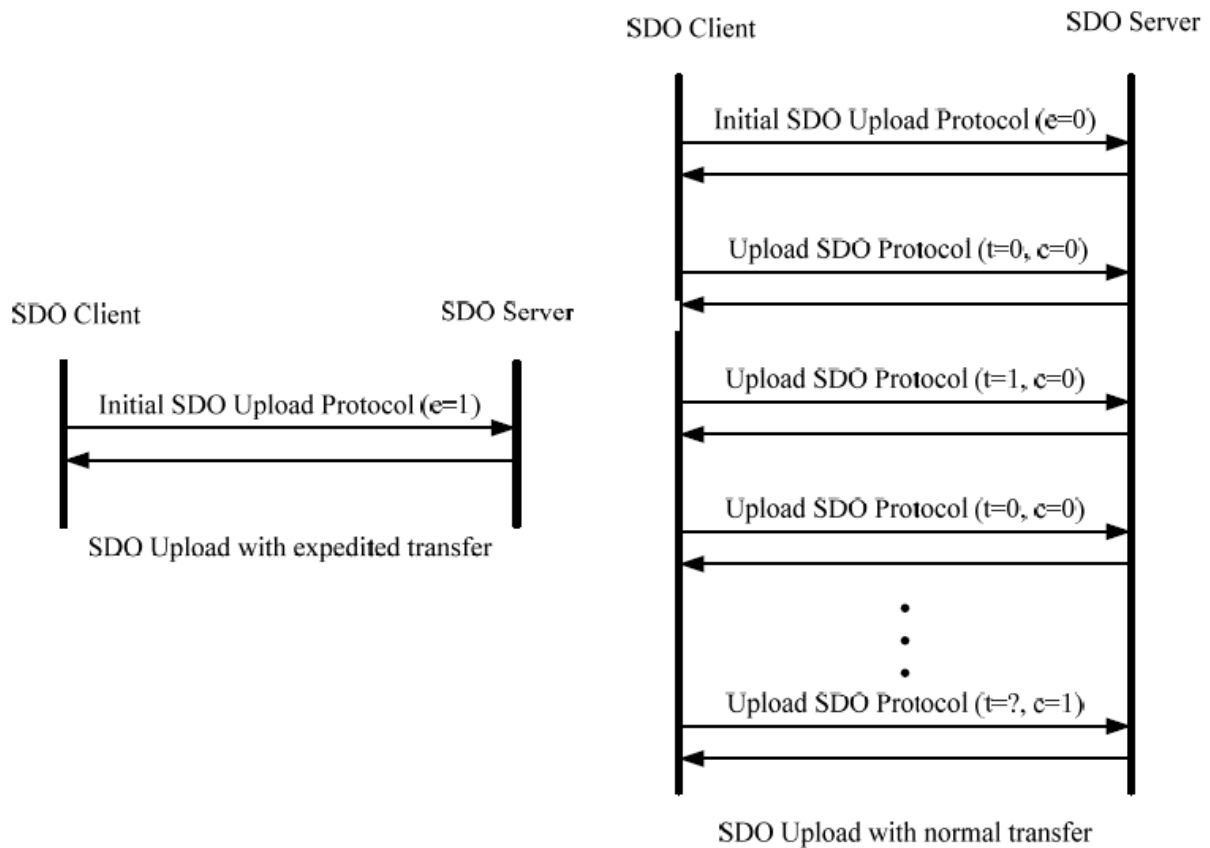 SDO Client
SDO Server
Initial SDO Upload Protocol (e=1)
SDO Upload with expedited transfer
SDO Client
SDO Server
Initial SDO Upload Protocol (e=0)
Upload SDO Protocol (t=0, c=0)
Upload SDO Protocol (t=1, c=0)
Upload SDO Protocol (t=0, c=0)
Upload SDO Protocol (t=?, c=1)
SDO Upload with normal transfer